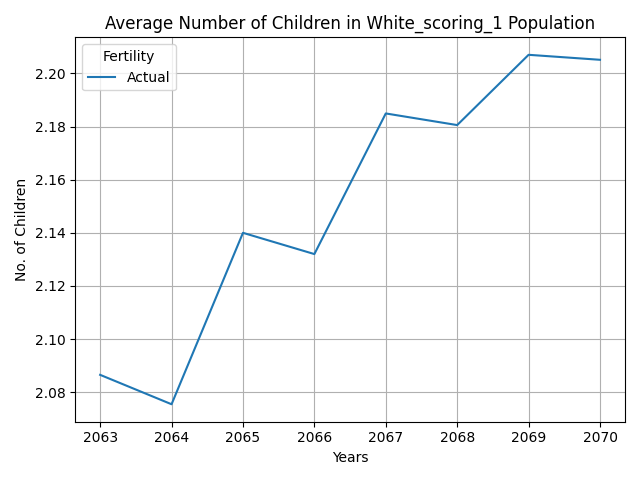 Average Number of Children in White_scoring_1 Population
Fertility
Actual
No. of Children
2.20
2.18
2.16
2.14
2.12
2.10
2.08
2063 2064 2065 2066 2067 2068 2069 2070
Years